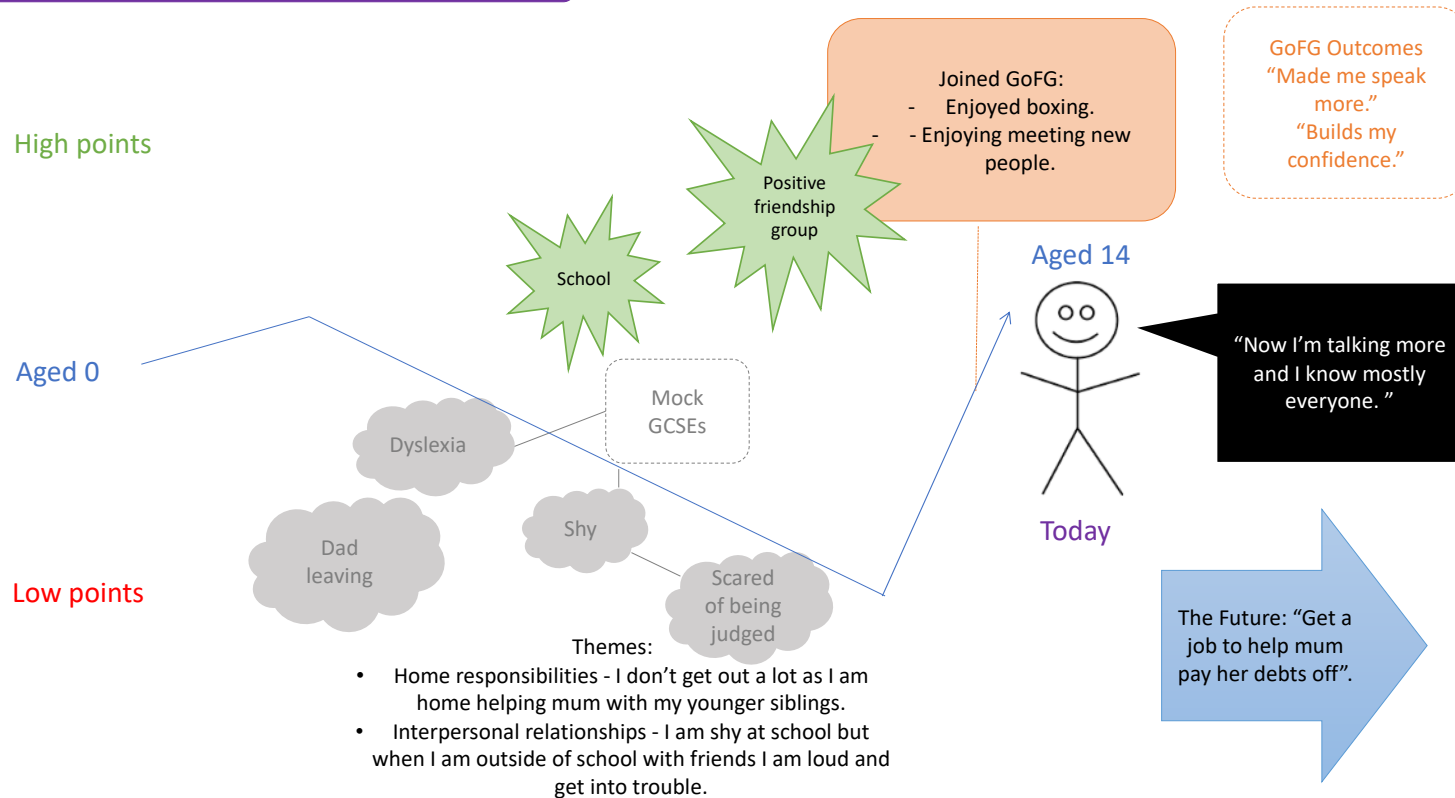 Joined GoFG:
- Enjoyed boxing.
- - Enjoying meeting new
people.
GoFG Outcomes
“Made me speak
more.”
“Builds my
confidence.”
High points
Positive
friendship
group
School
Aged 14
Aged 0
“Now I’m talking more
and I know mostly
everyone. ”
Mock
GCSEs
Dyslexia
Shy
Today
Dad
leaving
Scared
of being
judged
Low points
The Future: “Get a
job to help mum
pay her debts off”.
Themes:
• Home responsibilities - I don’t get out a lot as I am
home helping mum with my younger siblings.
• Interpersonal relationships - I am shy at school but
when I am outside of school with friends I am loud and
get into trouble.